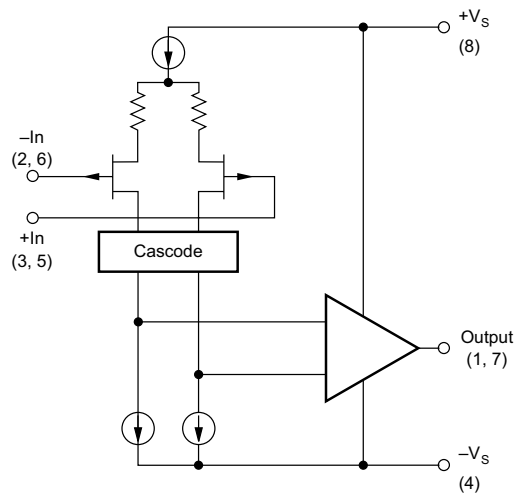 +VS
(8)
–In
(2, 6)
+In
(3, 5)
Cascode
Output
(1, 7)
–VS
(4)